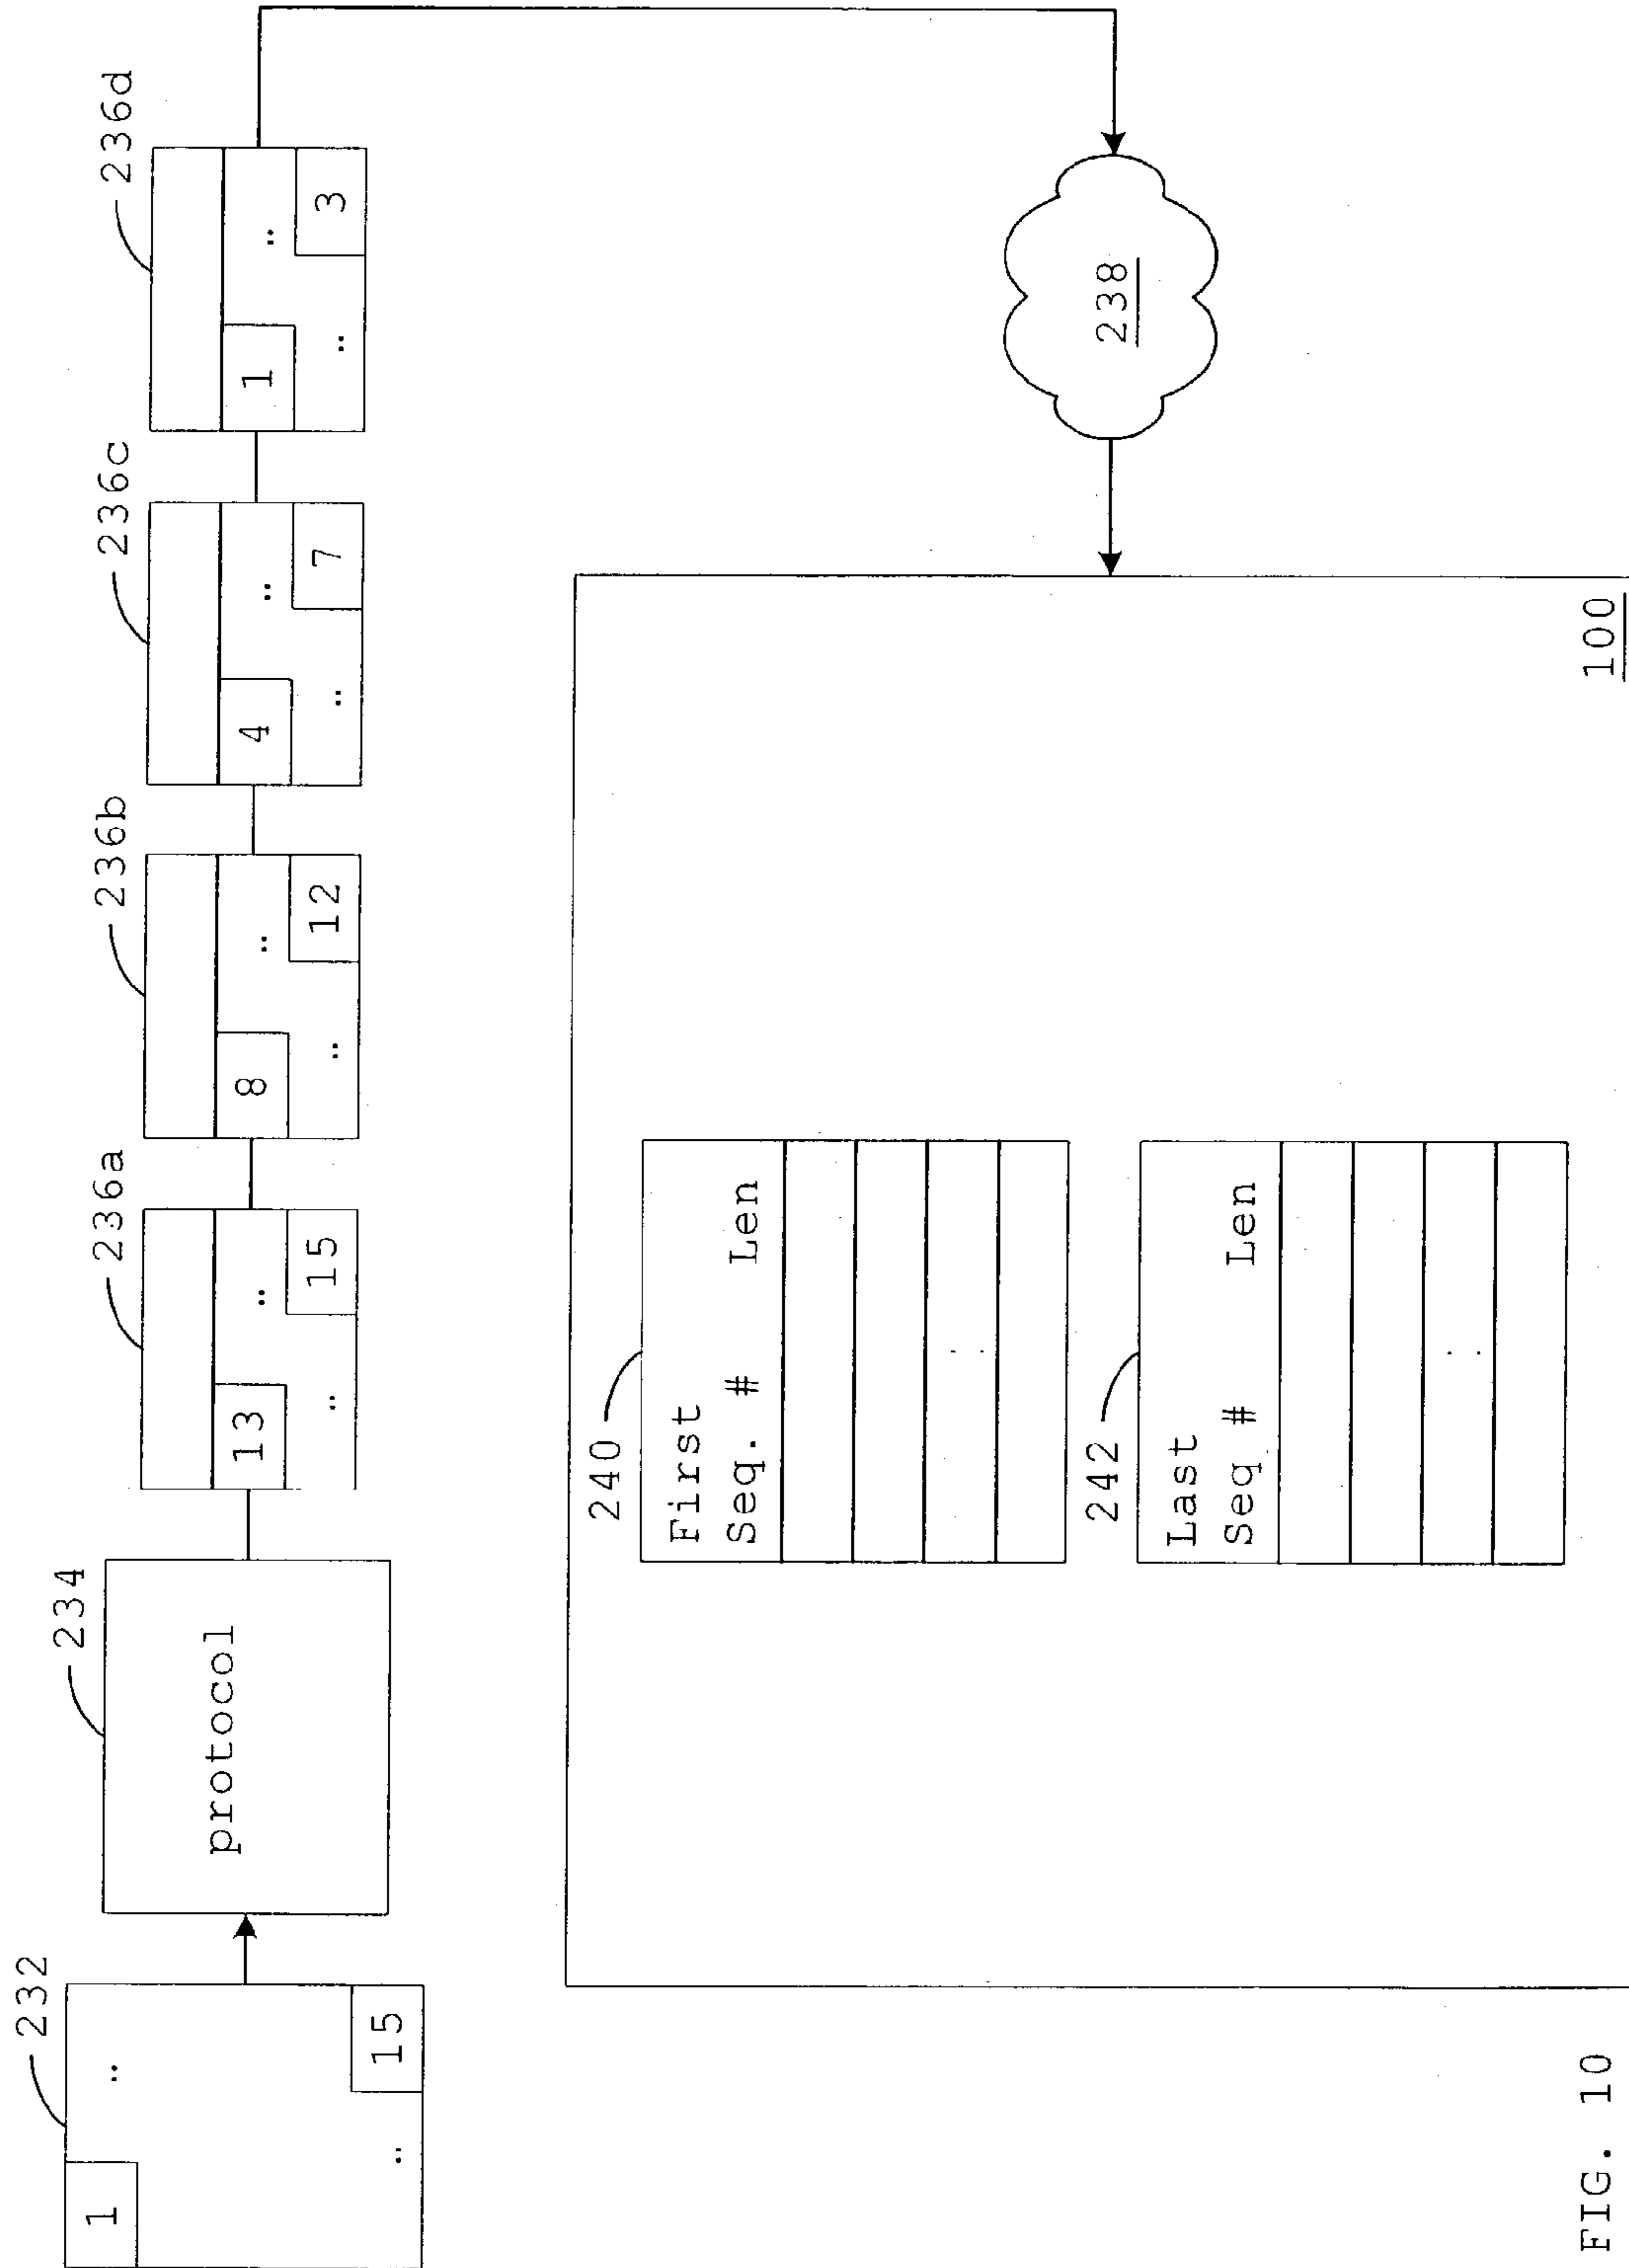 232
1
..
..
15
234
protocol
236a
13
..
..
15
236b
8
..
..
12
236c
4
..
..
7
236d
1
..
..
3
238
240
First
Seq. # Len
..
242
Last
Seq # Len
..
100
FIG. 10